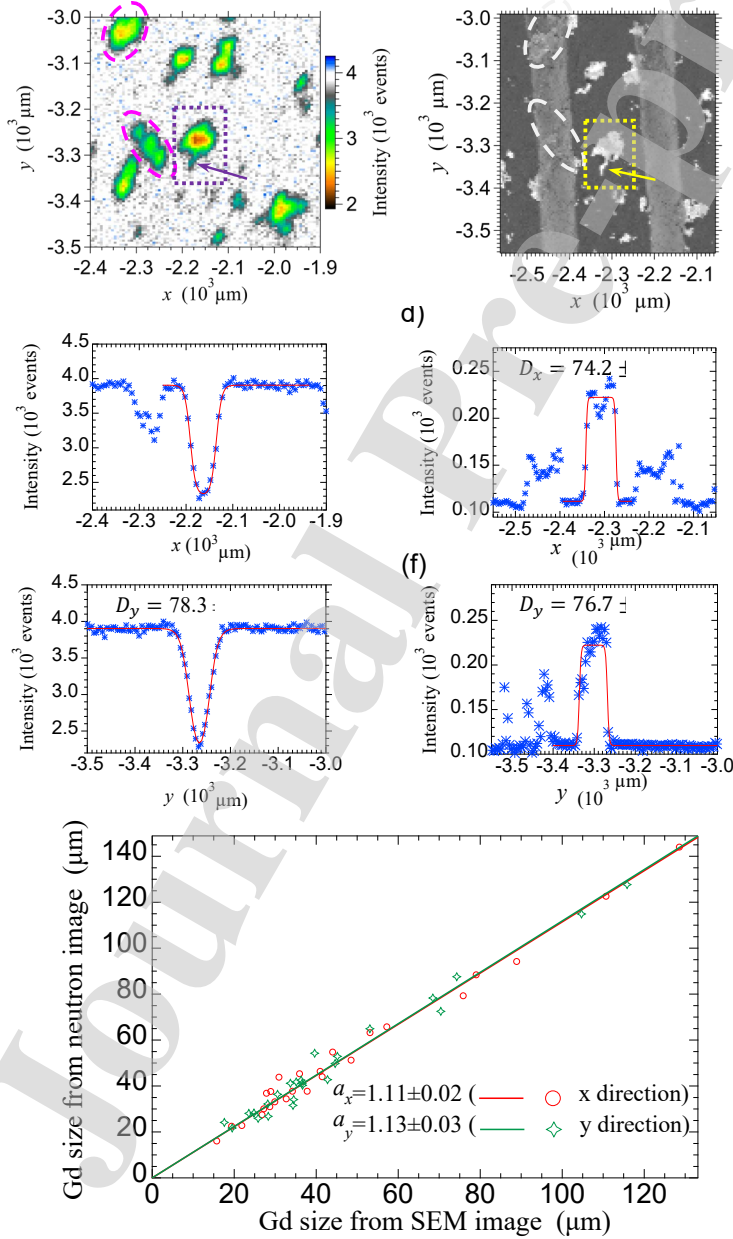 -3.0
-3.1
-3.2
-3.3
-3.4
-3.5
y (10³ μm)
-2.4 -2.3 -2.2 -2.1 -2.0 -1.9
x (10³ μm)
4
3
2
Intensity (10³ events)
-3.0
-3.1
-3.2
-3.3
-3.4
-3.5
y (10³ μm)
-2.5 -2.4 -2.3 -2.2 -2.1
x (10³ μm)
d)
4.5
4.0
3.5
3.0
2.5
Intensity (10³ events)
-2.4 -2.3 -2.2 -2.1 -2.0 -1.9
x (10³ μm)
Dx = 74.2 ±
0.25
0.20
0.15
0.10
Intensity (10³ events)
-2.5 -2.4 -2.3 -2.2 -2.1
x (10³ μm)
(f)
Dy = 78.3
4.5
4.0
3.5
3.0
2.5
Intensity (10³ events)
-3.5 -3.4 -3.3 -3.2 -3.1 -3.0
y (10³ μm)
Dy = 76.7 ±
0.25
0.20
0.15
0.10
Intensity (10³ events)
-3.5 -3.4 -3.3 -3.2 -3.1 -3.0
y (10³ μm)
140
120
100
80
60
40
20
0
Gd size from neutron image (μm)
ax=1.11±0.02 ( x direction)
ay=1.13±0.03 ( y direction)
0 20 40 60 80 100 120
Gd size from SEM image (μm)
Journal Pre-pr